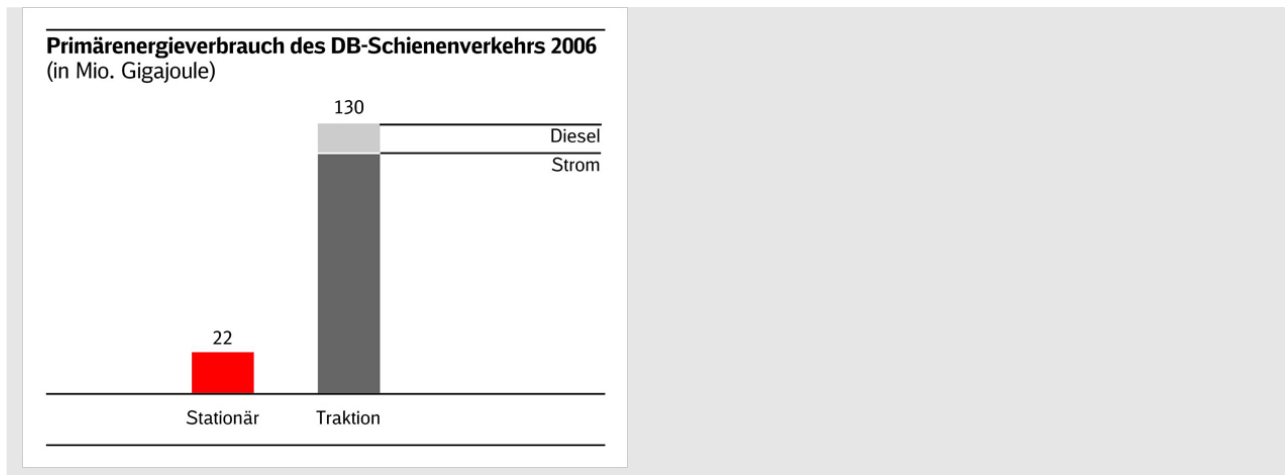 Primärenergieverbrauch des DB-Schienenverkehrs 2006
(in Mio. Gigajoule)
130
Diesel
Strom
22
Stationär
Traktion